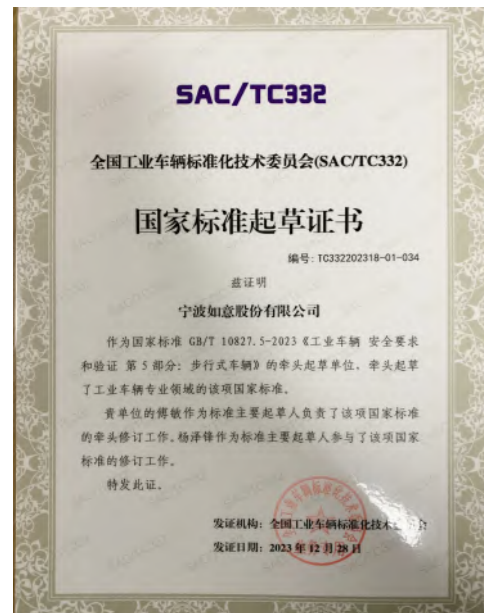 SAC/TC332
全国工业车辆标准化技术委员会(SAC/TC332)
国家标准起草证书
编号: TC332202318-01-034
兹证明
宁波如意股份有限公司
作为国家标准 GB/T 10827.5-2023《工业车辆 安全要求
和验证 第 5 部分: 步行式车辆》的牵头起草单位, 牵头起草
了工业车辆专业领域的该项国家标准。
贵单位的傅敏作为标准主要起草人负责了该项国家标准
的牵头修订工作。杨泽锋作为标准主要起草人参与了该项国家
标准的修订工作。
特发此证。
发证机构: 全国工业车辆标准化技术 会
发证日期: 2023 年 12 月 28 日